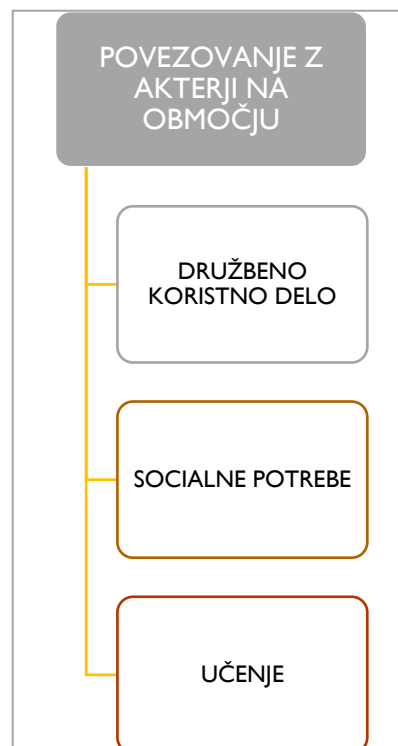 POVEZOVANJE Z
AKTERJI NA
OBMOČJU
DRUŽBENO
KORISTNO DELO
SOCIALNE POTREBE
UČENJE